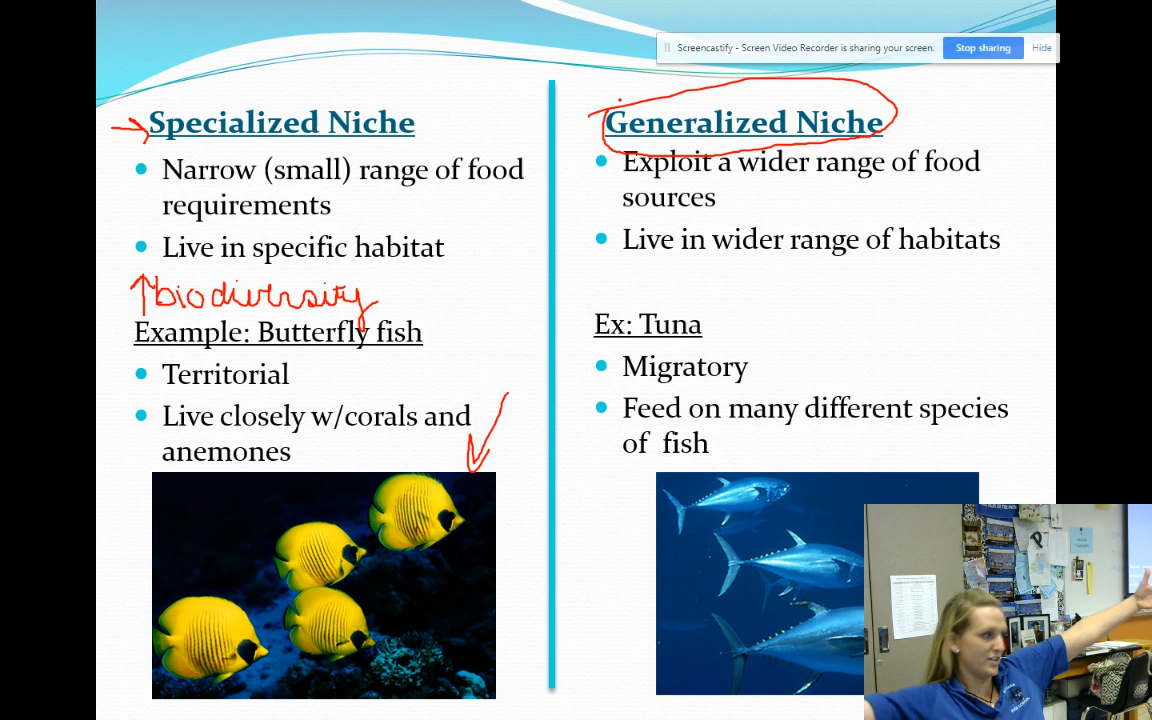 Screencastify - Screen Video Recorder is sharing your screen.
Stop sharing
Hide
Specialized Niche
Narrow (small) range of food
requirements
Live in specific habitat
↑biodiversity
Example: Butterfly fish
Territorial
Live closely w/corals and
anemones
Generalized Niche
Exploit a wider range of food
sources
Live in wider range of habitats
Ex: Tuna
Migratory
Feed on many different species
of fish